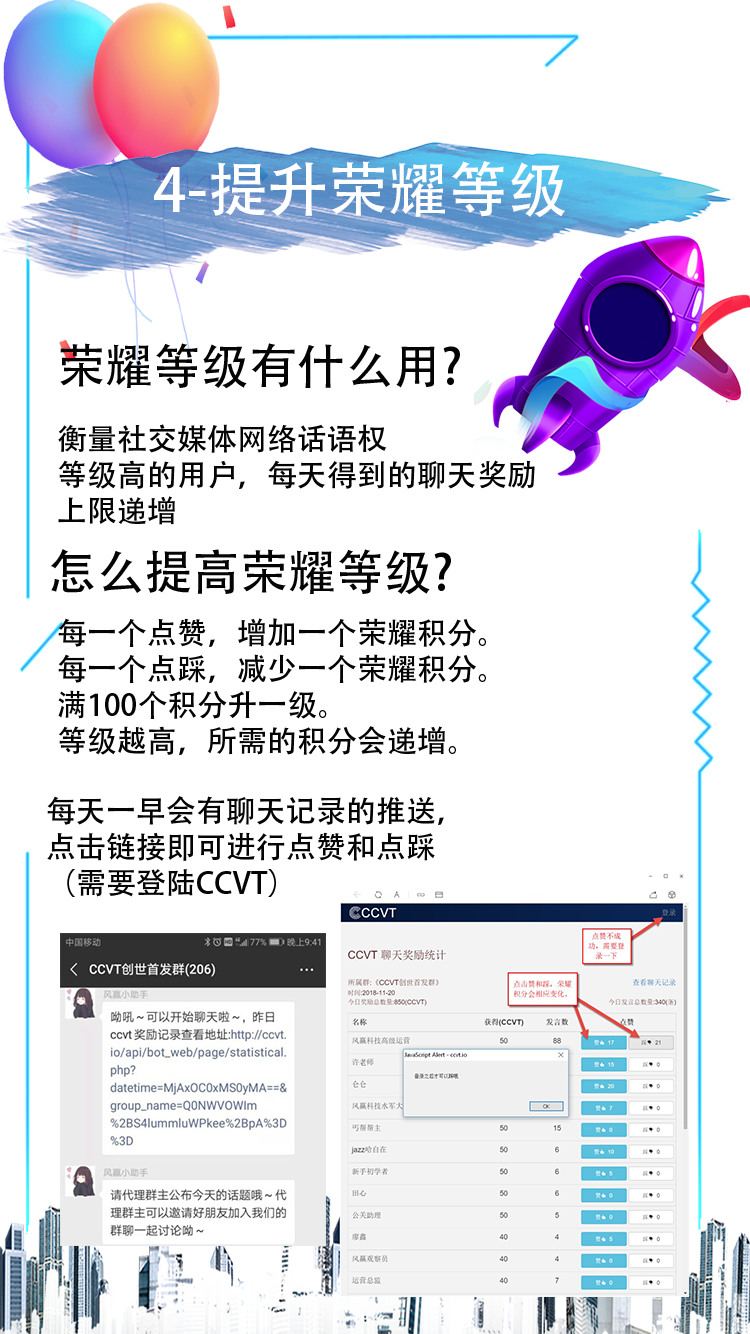 4-提升荣耀等级
荣耀等级有什么用?
衡量社交媒体网络话语权
等级高的用户，每天得到的聊天奖励
上限递增
怎么提高荣耀等级?
每一个点赞，增加一个荣耀积分。
每一个点踩，减少一个荣耀积分。
满100个积分升一级。
等级越高，所需的积分会递增。
每天一早会有聊天记录的推送，
点击链接即可进行点赞和点踩
（需要登陆CCVT）
中国移动 77% 晚上9:41
CCVT创世首发群(206)
风赢小助手
呦吼～可以开始聊天啦～，昨日
ccvt 奖励记录查看地址:http://ccvt.
io/api/bot_web/page/statistical.
php?
datetime=MjAxOC0xMS0yMA==&
group_name=Q0NWVOWIm
%2BS4lummluWPkee%2BpA%3D
%3D
风赢小助手
请代理群主公布今天的话题哦～代
理群主可以邀请好朋友加入我们的
群聊一起讨论呦～
CCVT 登录
点赞不成
功，需要登
录一下
CCVT 聊天奖励统计
点击赞和踩，荣耀
积分会相应变化。
所属群:《CCVT创世首发群》 查看聊天记录
时间:2018-11-20
今日奖励总数量:850(CCVT) 今日发言总数量:340(条)
名称 获得(CCVT) 发言数 点赞
风赢科技高级运营 50 88 赞 17 踩 21
许老师 赞 15 踩 0
仑仑 赞 20 踩 0
风赢科技水军大 赞 7 踩 0
JavaScript Alert - ccvt.io
登录之后才可以踩哦
OK
丐帮帮主 50 15 赞 0 踩 0
jazz哈自在 50 6 赞 10 踩 0
新手初学者 50 6 赞 5 踩 0
田心 50 6 赞 0 踩 0
公关助理 50 5 赞 0 踩 0
廖鑫 40 4 赞 5 踩 0
风赢观察员 40 4 赞 0 踩 0
运营总监 40 7 赞 0 踩 0